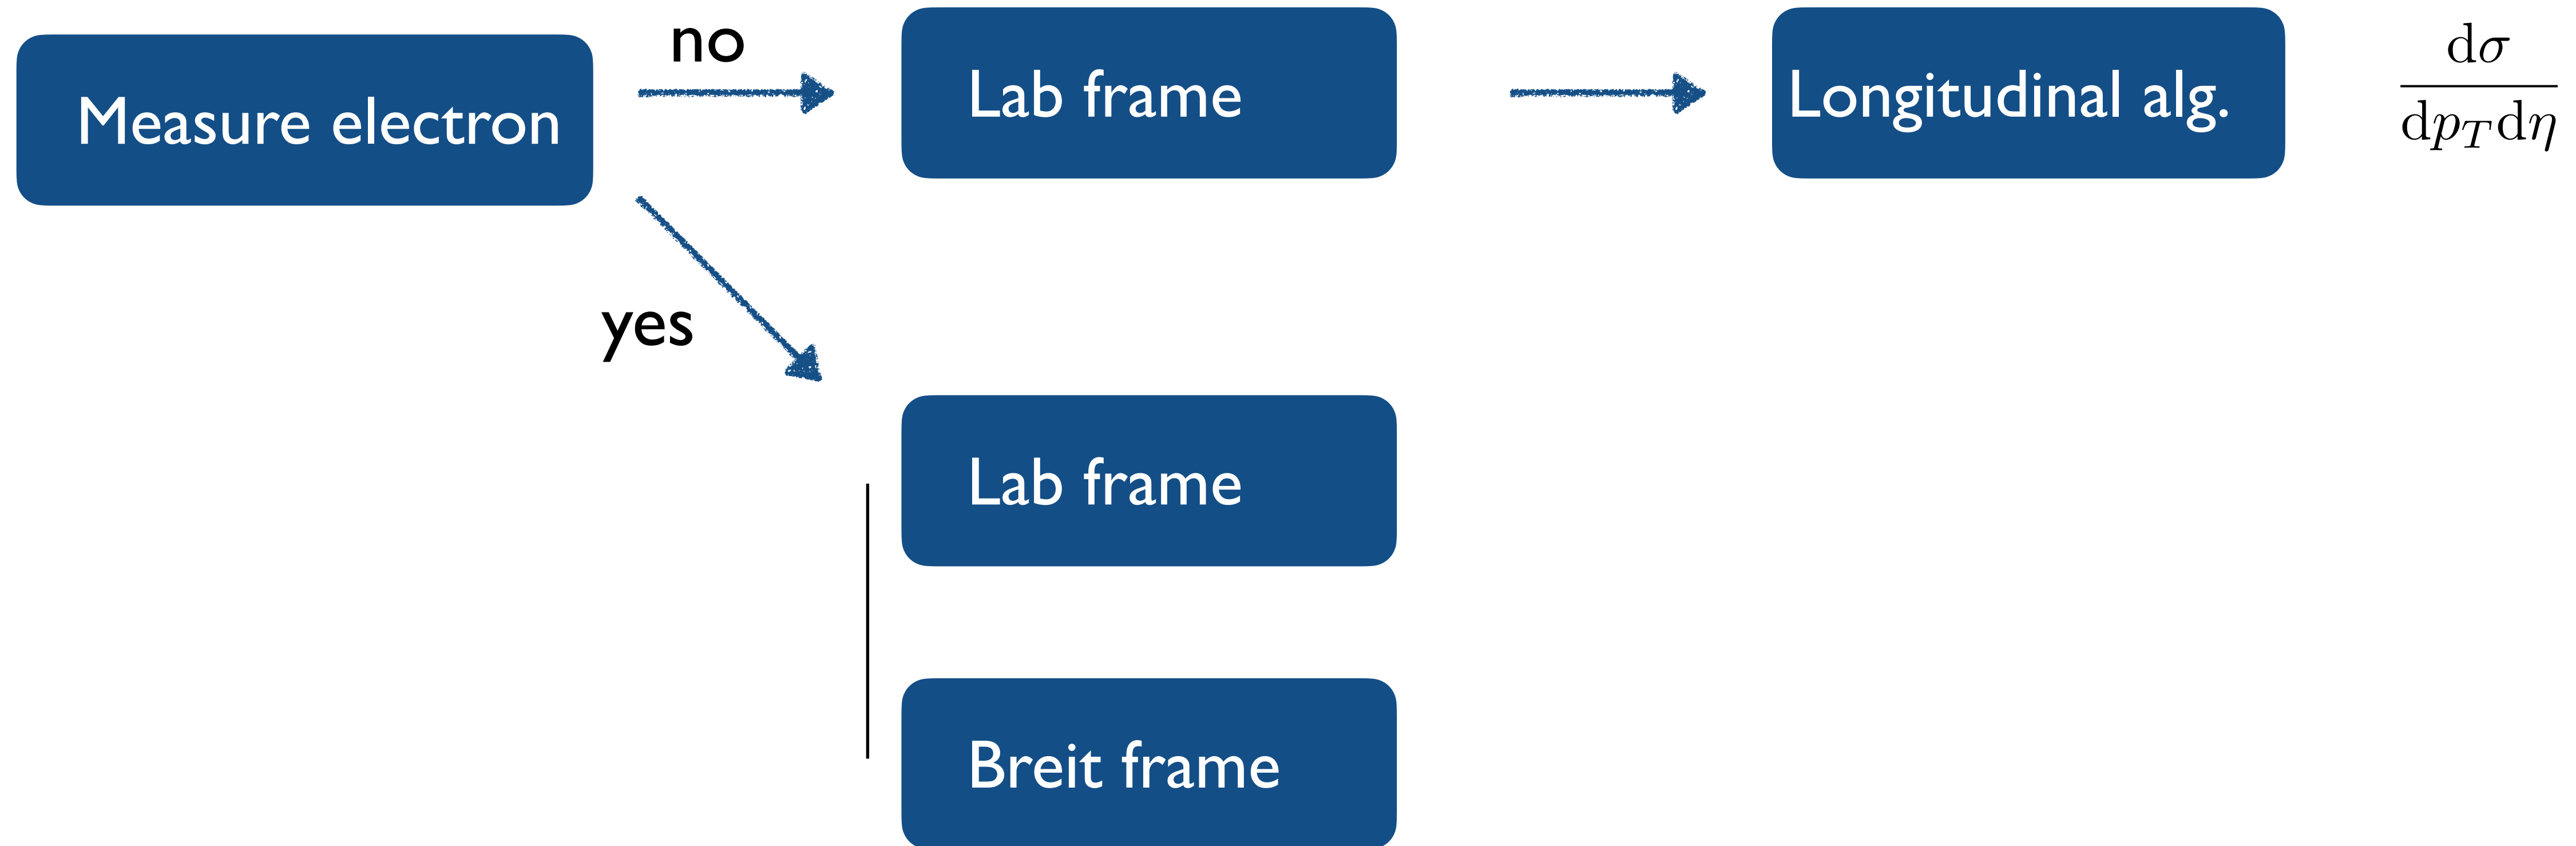 Measure electron
no
Lab frame
Longitudinal alg.
dσ
dp_T dη
yes
Lab frame
Breit frame